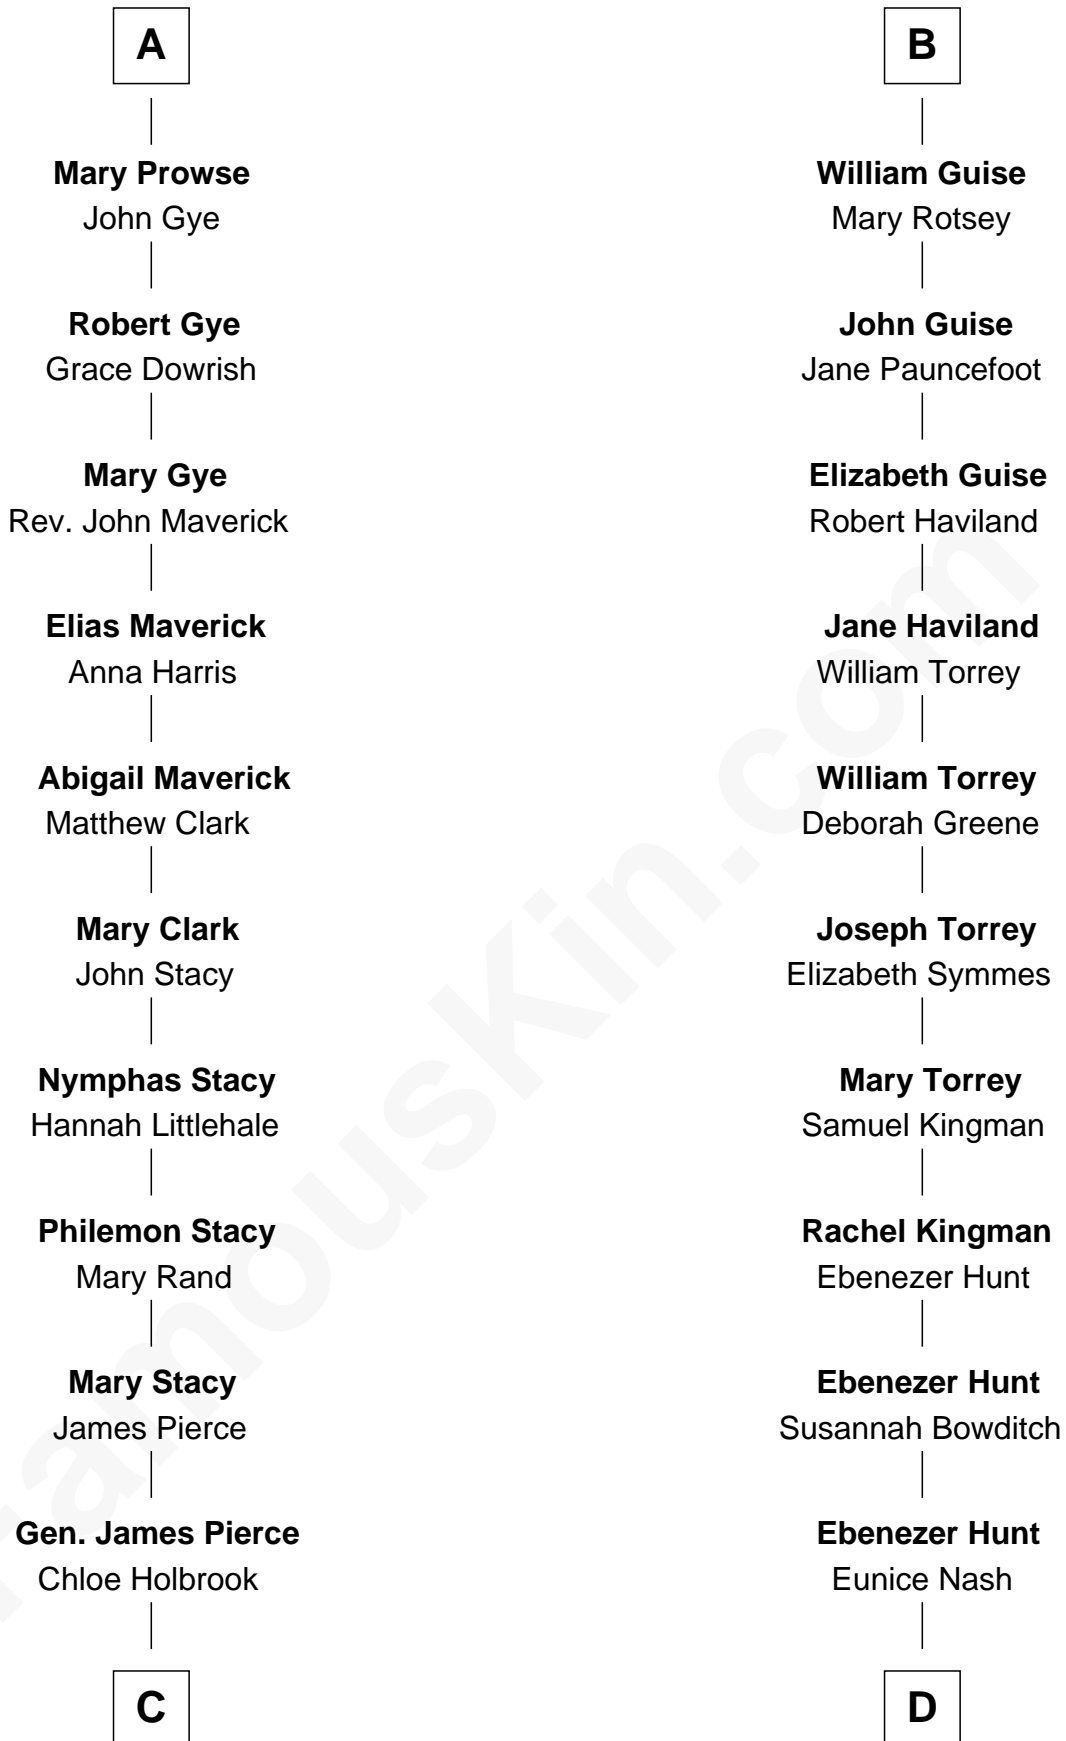 A
Mary Prowse
John Gye
Robert Gye
Grace Dowrish
Mary Gye
Rev. John Maverick
Elias Maverick
Anna Harris
Abigail Maverick
Matthew Clark
Mary Clark
John Stacy
Nymphas Stacy
Hannah Littlehale
Philemon Stacy
Mary Rand
Mary Stacy
James Pierce
Gen. James Pierce
Chloe Holbrook
C
B
William Guise
Mary Rotsey
John Guise
Jane Pauncefoot
Elizabeth Guise
Robert Haviland
Jane Haviland
William Torrey
William Torrey
Deborah Greene
Joseph Torrey
Elizabeth Symmes
Mary Torrey
Samuel Kingman
Rachel Kingman
Ebenezer Hunt
Ebenezer Hunt
Susannah Bowditch
Ebenezer Hunt
Eunice Nash
D
FamousKin.com